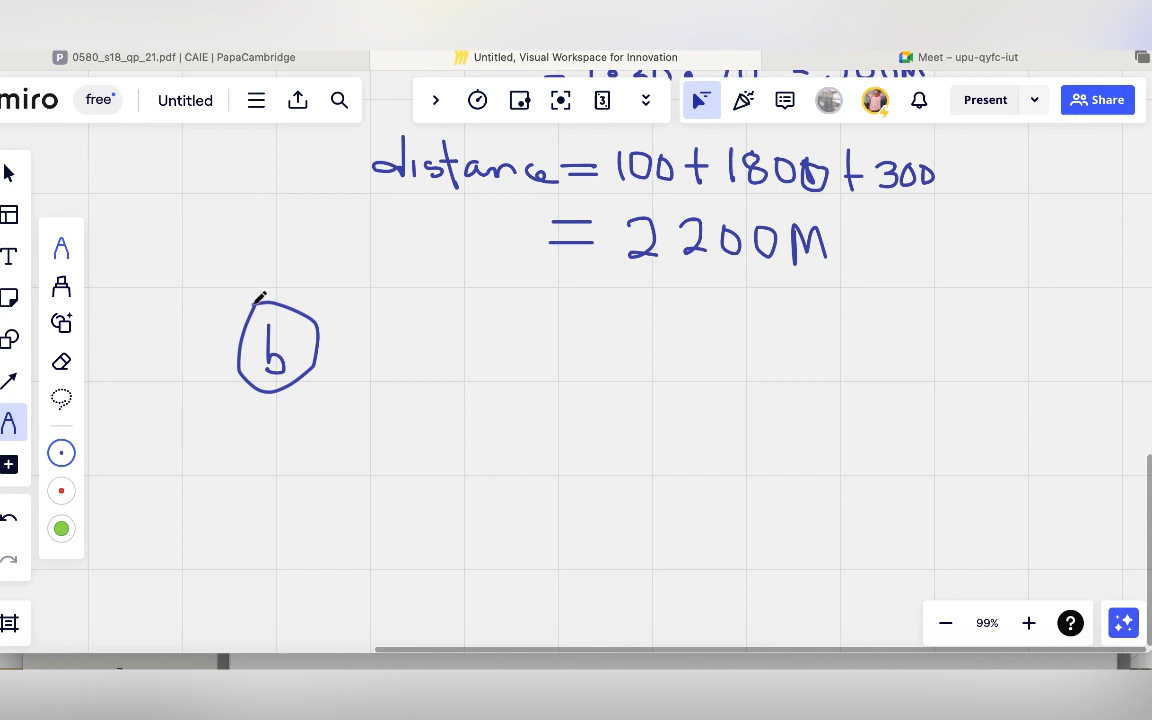 0580_s18_qp_21.pdf | CAIE | PapaCambridge
Untitled, Visual Workspace for Innovation
Meet – upu-qyfc-iut
miro
free
Untitled
3
Present
Share
distance = 100 + 1800 + 300
= 2200M
b
99%
?